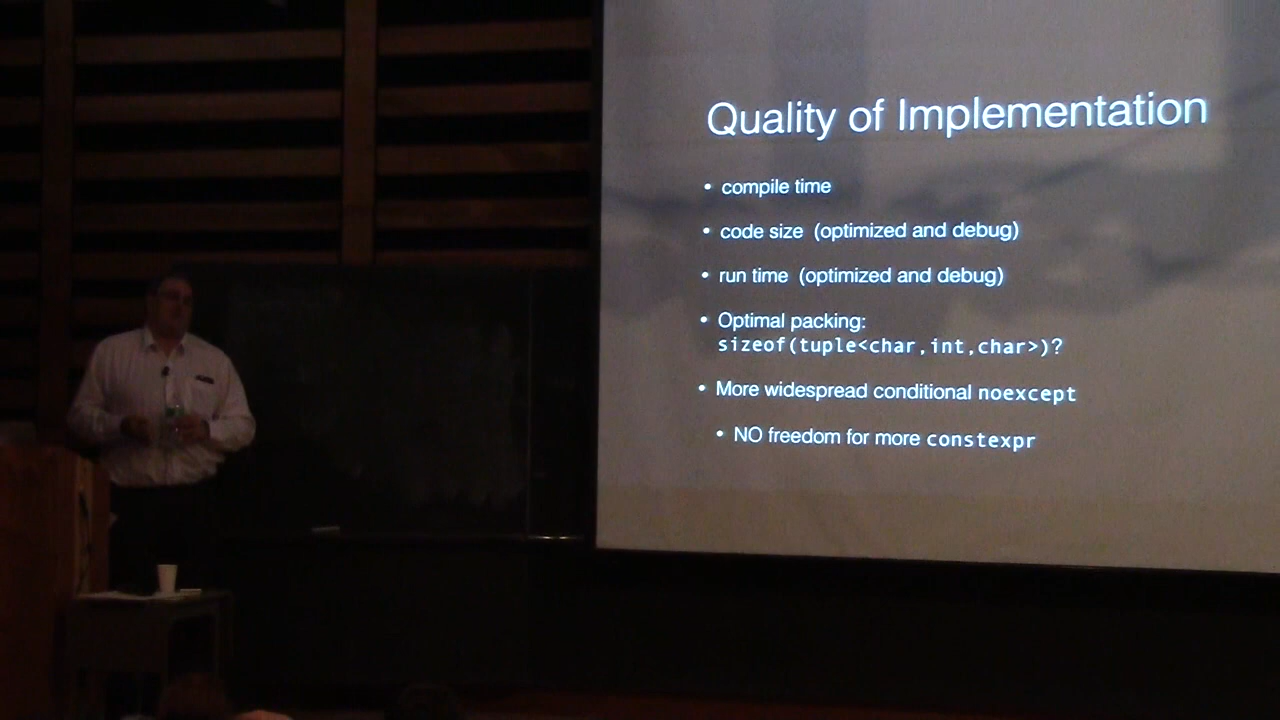 Quality of Implementation
• compile time
• code size (optimized and debug)
• run time (optimized and debug)
• Optimal packing:
sizeof(tuple<char,int,char>)?
• More widespread conditional noexcept
• NO freedom for more constexpr